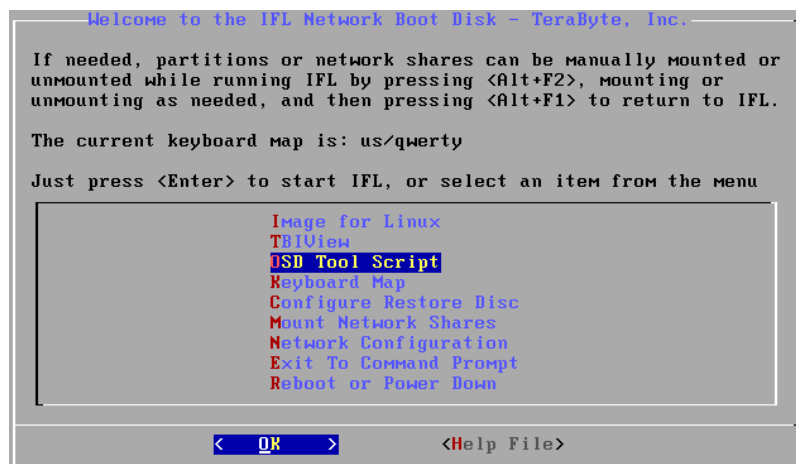 Welcome to the IFL Network Boot Disk - TeraByte, Inc.
If needed, partitions or network shares can be manually mounted or
unmounted while running IFL by pressing <Alt+F2>, mounting or
unmounting as needed, and then pressing <Alt+F1> to return to IFL.
The current keyboard map is: us/qwerty
Just press <Enter> to start IFL, or select an item from the menu
Image for Linux
TBIView
OSD Tool Script
Keyboard Map
Configure Restore Disc
Mount Network Shares
Network Configuration
Exit To Command Prompt
Reboot or Power Down
< OK > <Help File>